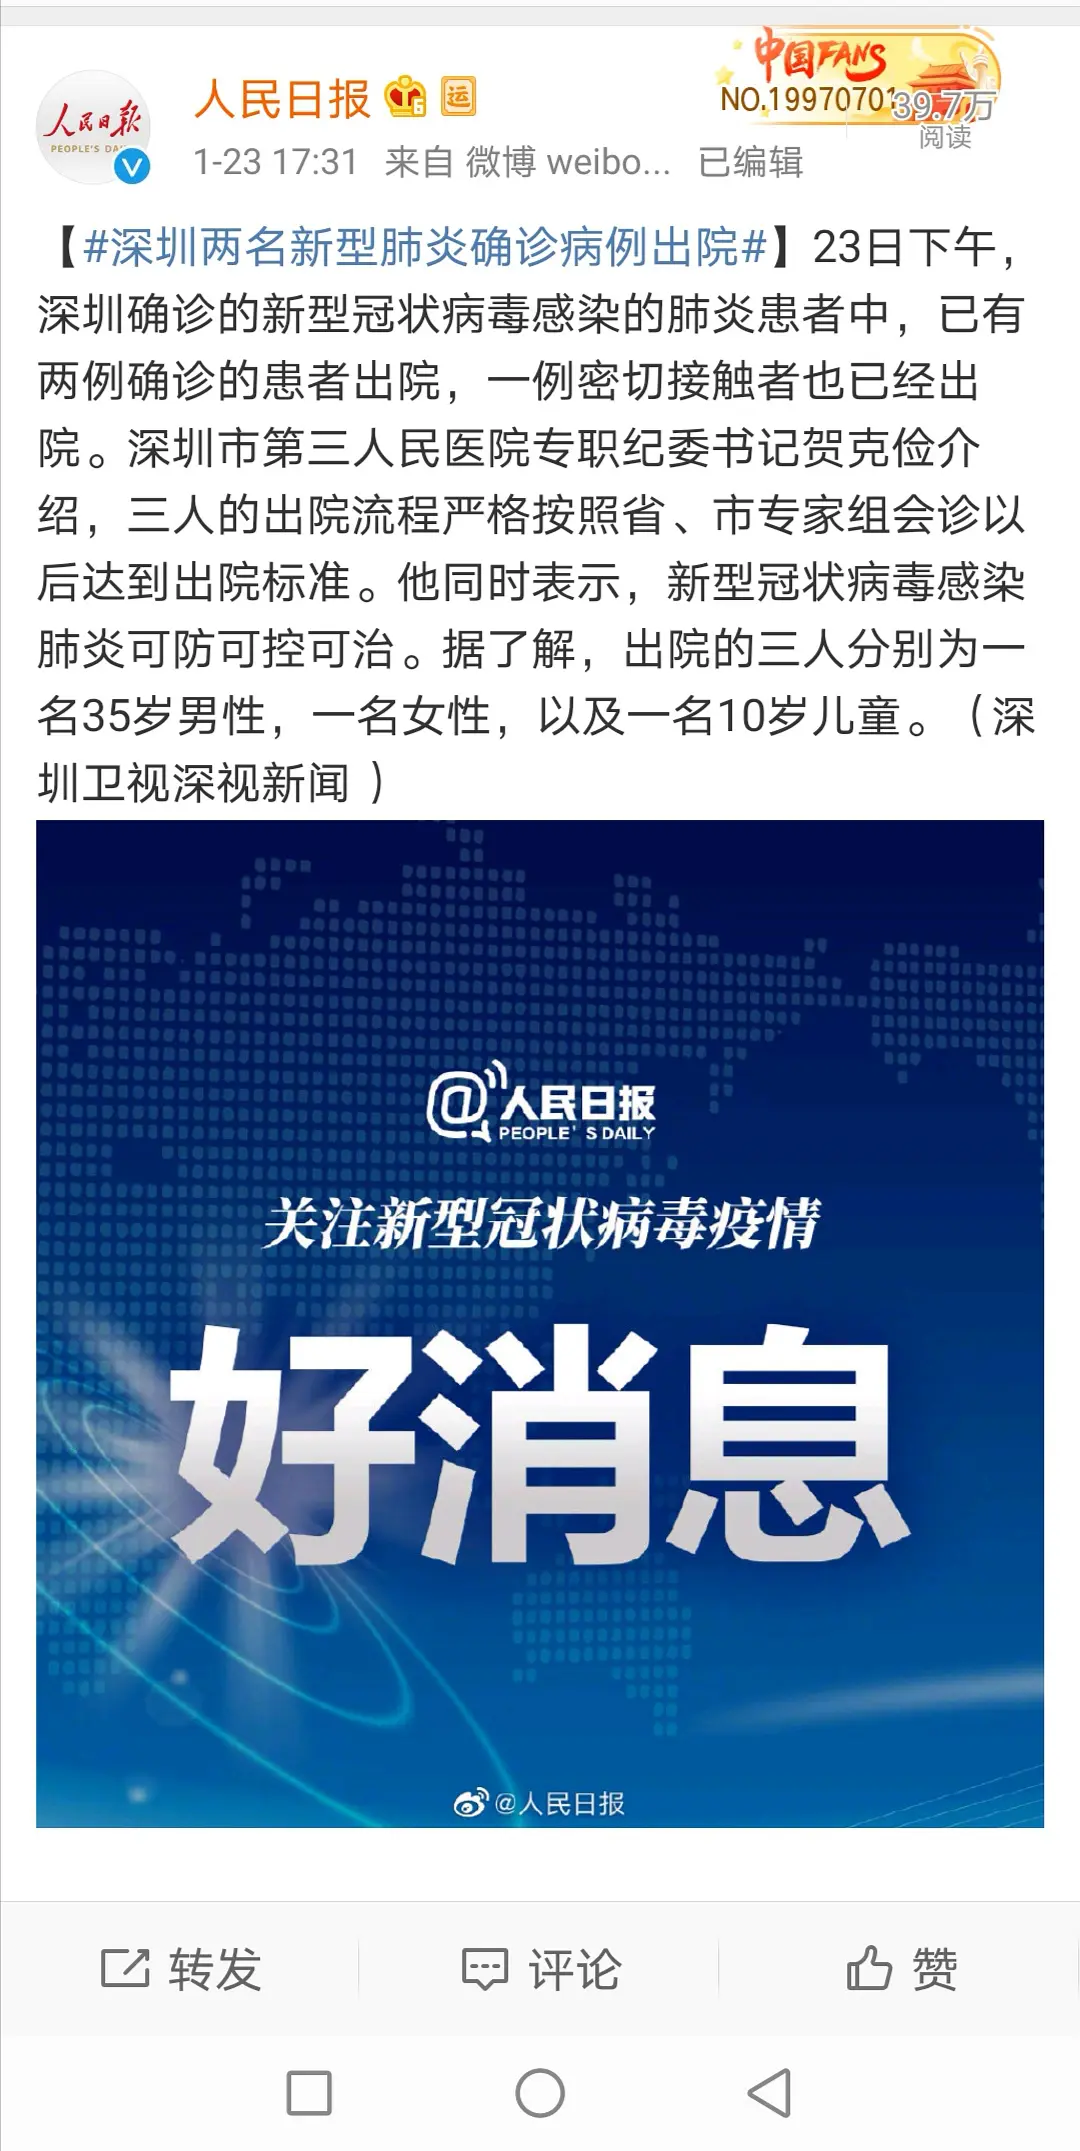 人民日报
PEOPLE'S DA
人民日报
运
中国FANS
NO.19970701
39.7万
阅读
1-23 17:31 来自 微博 weibo... 已编辑
【#深圳两名新型肺炎确诊病例出院#】23日下午，
深圳确诊的新型冠状病毒感染的肺炎患者中，已有
两例确诊的患者出院，一例密切接触者也已经出
院。深圳市第三人民医院专职纪委书记贺克俭介
绍，三人的出院流程严格按照省、市专家组会诊以
后达到出院标准。他同时表示，新型冠状病毒感染
肺炎可防可控可治。据了解，出院的三人分别为一
名35岁男性，一名女性，以及一名10岁儿童。（深
圳卫视深视新闻 ）
@人民日报
PEOPLE'S DAILY
关注新型冠状病毒疫情
好消息
@人民日报
转发 评论 赞